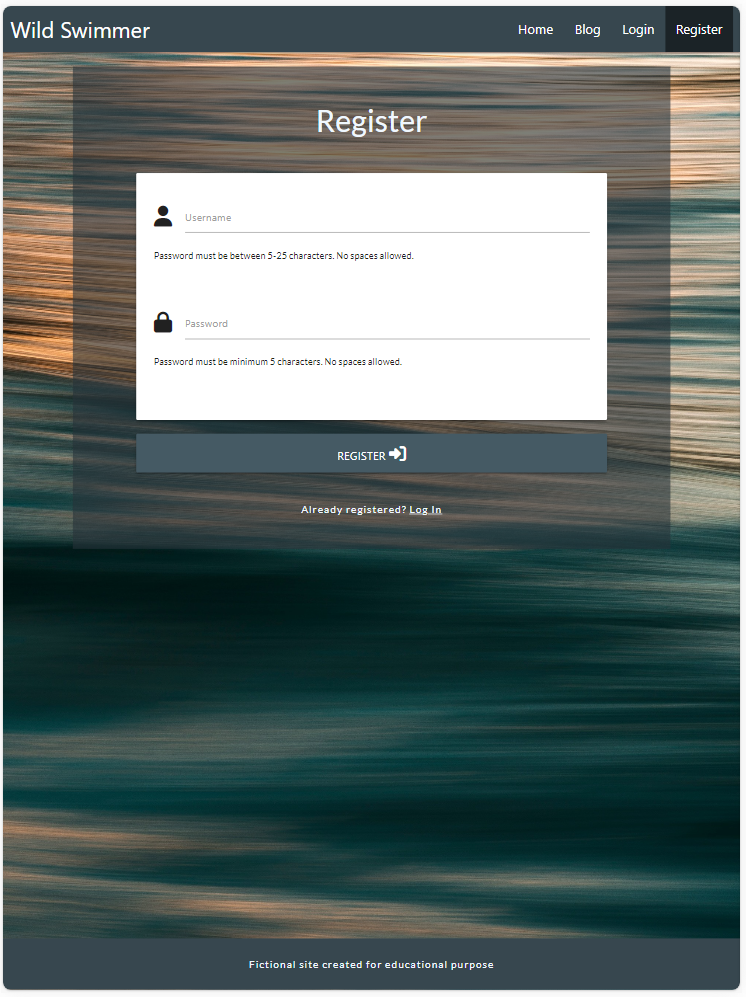 Wild Swimmer
Home Blog Login Register
Register
Username
Password must be between 5-25 characters. No spaces allowed.
Password
Password must be minimum 5 characters. No spaces allowed.
REGISTER
Already registered? Log In
Fictional site created for educational purpose